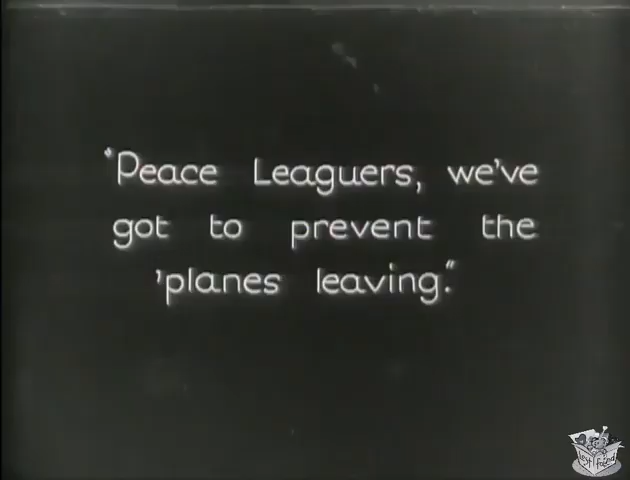 "Peace Leaguers, we've
got to prevent the
'planes leaving."